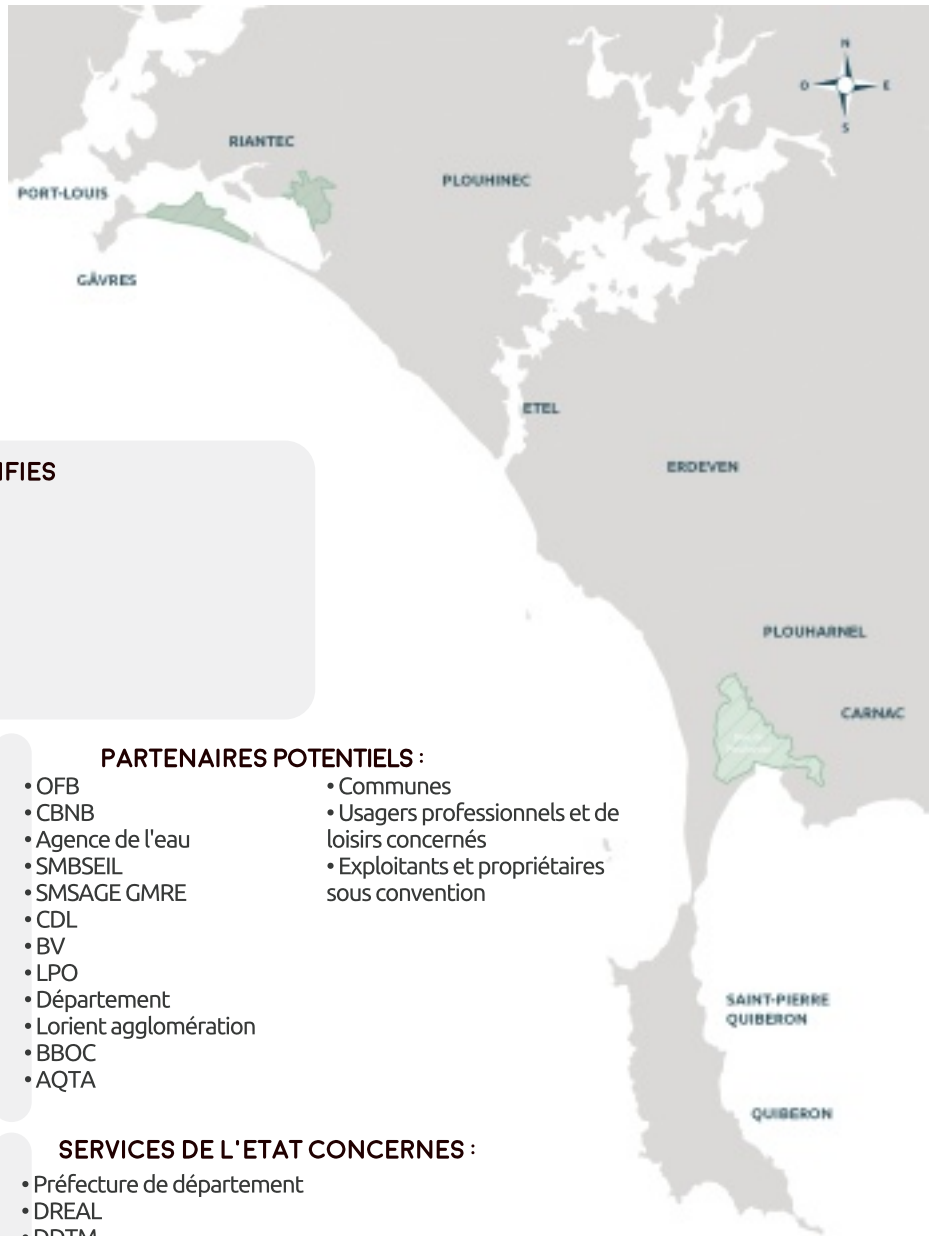 N
O E
S
RIANTEC
PLOUHINEC
PORT-LOUIS
GÂVRES
ETEL
ERDEVEN
IFIES
PLOUHARNEL
CARNAC
PARTENAIRES POTENTIELS :
• OFB
• CBNB
• Agence de l'eau
• SMBSEIL
• SMSAGE GMRE
• CDL
• BV
• LPO
• Département
• Lorient agglomération
• BBOC
• AQTA
• Communes
• Usagers professionnels et de
loisirs concernés
• Exploitants et propriétaires
sous convention
SAINT-PIERRE
QUIBERON
QUIBERON
SERVICES DE L'ETAT CONCERNES :
• Préfecture de département
• DREAL
• DDTM